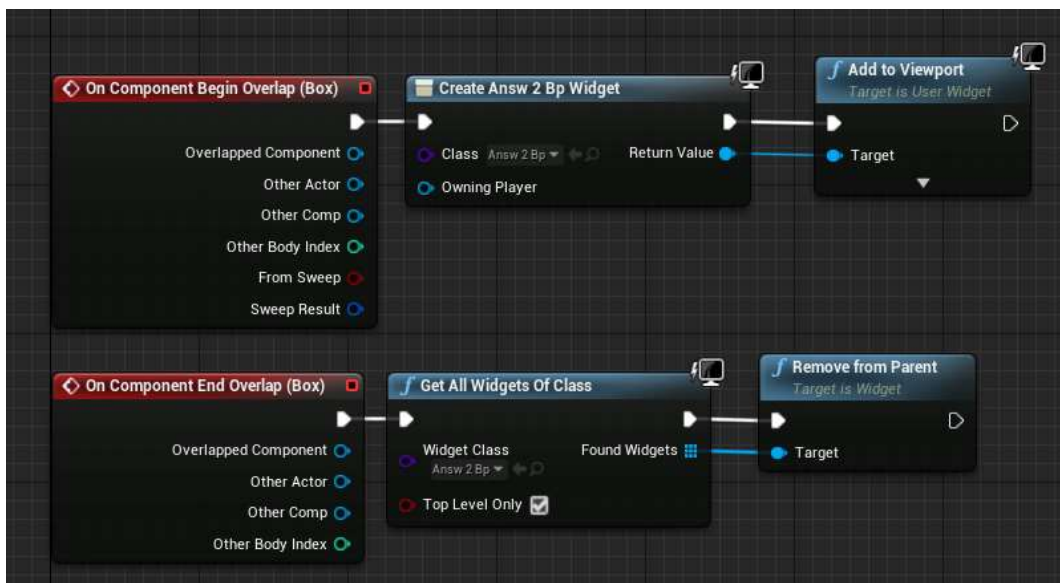 On Component Begin Overlap (Box)
Overlapped Component
Other Actor
Other Comp
Other Body Index
From Sweep
Sweep Result
Create Answ 2 Bp Widget
Class Answ 2 Bp Return Value
Owning Player
f Add to Viewport
Target is User Widget
Target
On Component End Overlap (Box)
Overlapped Component
Other Actor
Other Comp
Other Body Index
f Get All Widgets Of Class
Widget Class Found Widgets
Answ 2 Bp
Top Level Only
f Remove from Parent
Target is Widget
Target